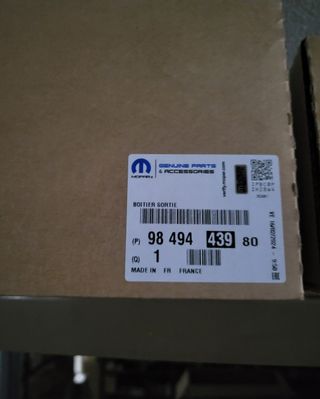 MOPAR
GENUINE PARTS
& ACCESSORIES
BOITIER SORTIE
(P) 98 494 439 80
(Q) 1
MADE IN FR FRANCE